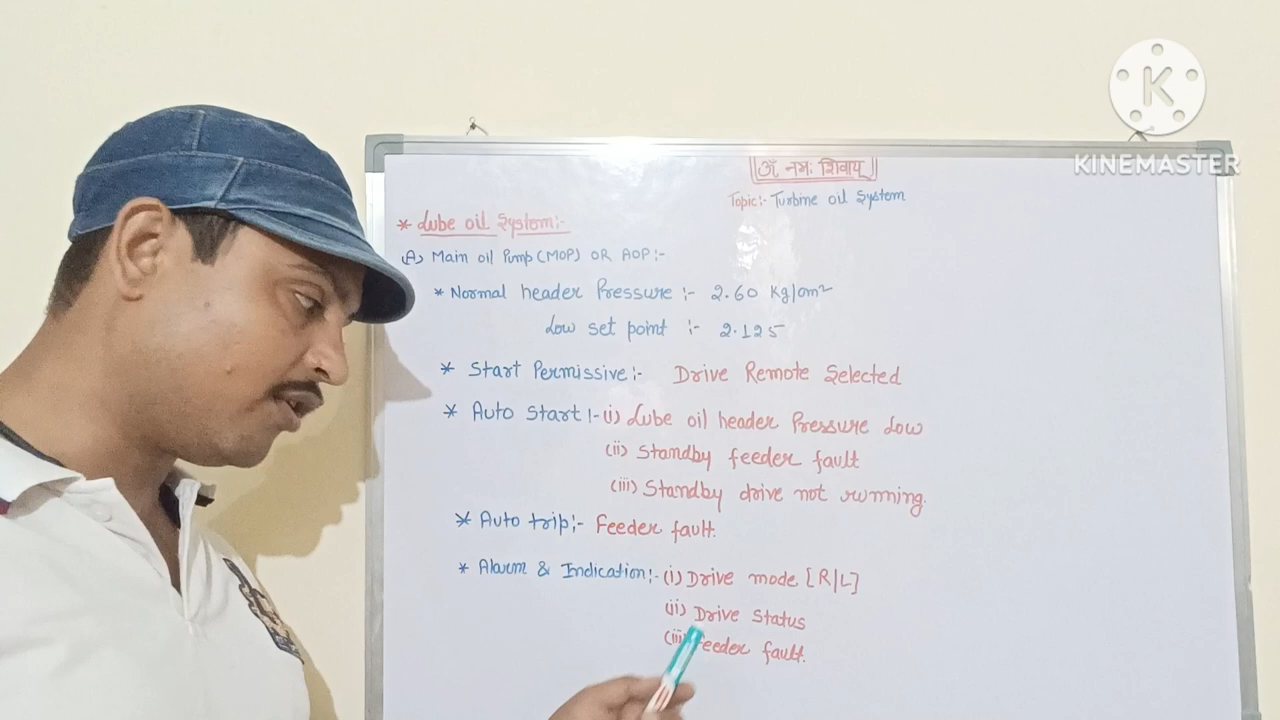 ॐ नमः शिवाय
KINEMASTER
Topic:- Turbine oil System
* Lube oil System:-
A) Main oil Pump (MOP) OR AOP:-
* Normal header Pressure :- 2.60 Kg/cm²
Low set point :- 2.125
* Start Permissive:- Drive Remote Selected
* Auto Start :- (i) Lube oil header Pressure Low
(ii) Standby feeder fault
(iii) Standby drive not running.
* Auto trip:- Feeder fault.
* Alarm & Indication:- (i) Drive mode [R/L]
(ii) Drive Status
(iii) Feeder fault.